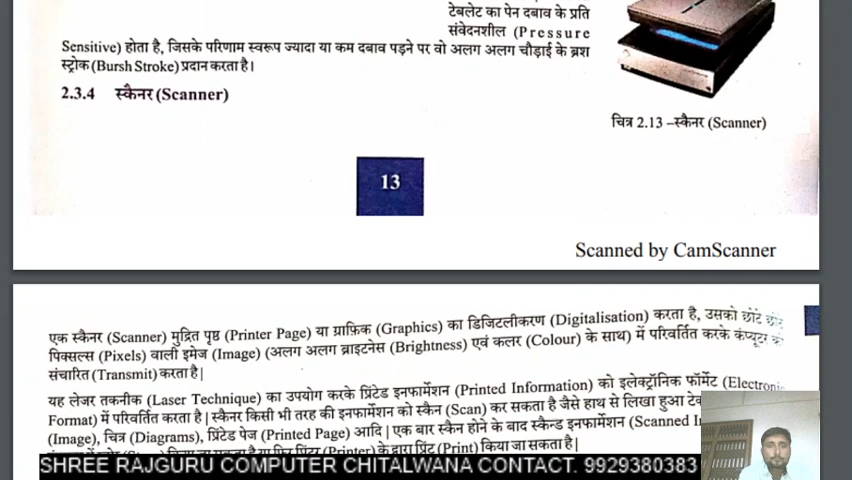 टेबलेट का पेन दबाव के प्रति
संवेदनशील (Pressure
Sensitive) होता है, जिसके परिणाम स्वरूप ज्यादा या कम दबाव पड़ने पर वो अलग अलग चौड़ाई के ब्रश
स्ट्रोक (Bursh Stroke) प्रदान करता है।
2.3.4 स्कैनर (Scanner)
चित्र 2.13 –स्कैनर (Scanner)
13
Scanned by CamScanner
एक स्कैनर (Scanner) मुद्रित पृष्ठ (Printer Page) या ग्राफ़िक (Graphics) का डिजिटलीकरण (Digitalisation) करता है, उसको छोटे छोटे
पिक्सल्स (Pixels) वाली इमेज (Image) (अलग अलग ब्राइटनेस (Brightness) एवं कलर (Colour) के साथ) में परिवर्तित करके कंप्यूटर को
संचारित (Transmit) करता है|
यह लेजर तकनीक (Laser Technique) का उपयोग करके प्रिंटेड इनफार्मेशन (Printed Information) को इलेक्ट्रॉनिक फॉर्मेट (Electronic
Format) में परिवर्तित करता है| स्कैनर किसी भी तरह की इनफार्मेशन को स्कैन (Scan) कर सकता है जैसे हाथ से लिखा हुआ
(Image), चित्र (Diagrams), प्रिंटेड पेज (Printed Page) आदि| एक बार स्कैन होने के बाद स्कैन्ड इनफार्मेशन (Scanned
प्रिंटर (Printer) के द्वारा प्रिंट (Print) किया जा सकता है|
SHREE RAJGURU COMPUTER CHITALWANA CONTACT. 9929380383